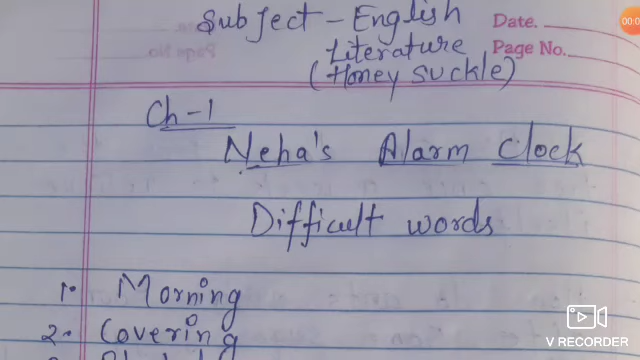 Subject - English Date.
Literature Page No.
(Honey suckle)
Ch-1
Neha's Alarm Clock
Difficult words
1. Morning
2. Covering
V RECORDER